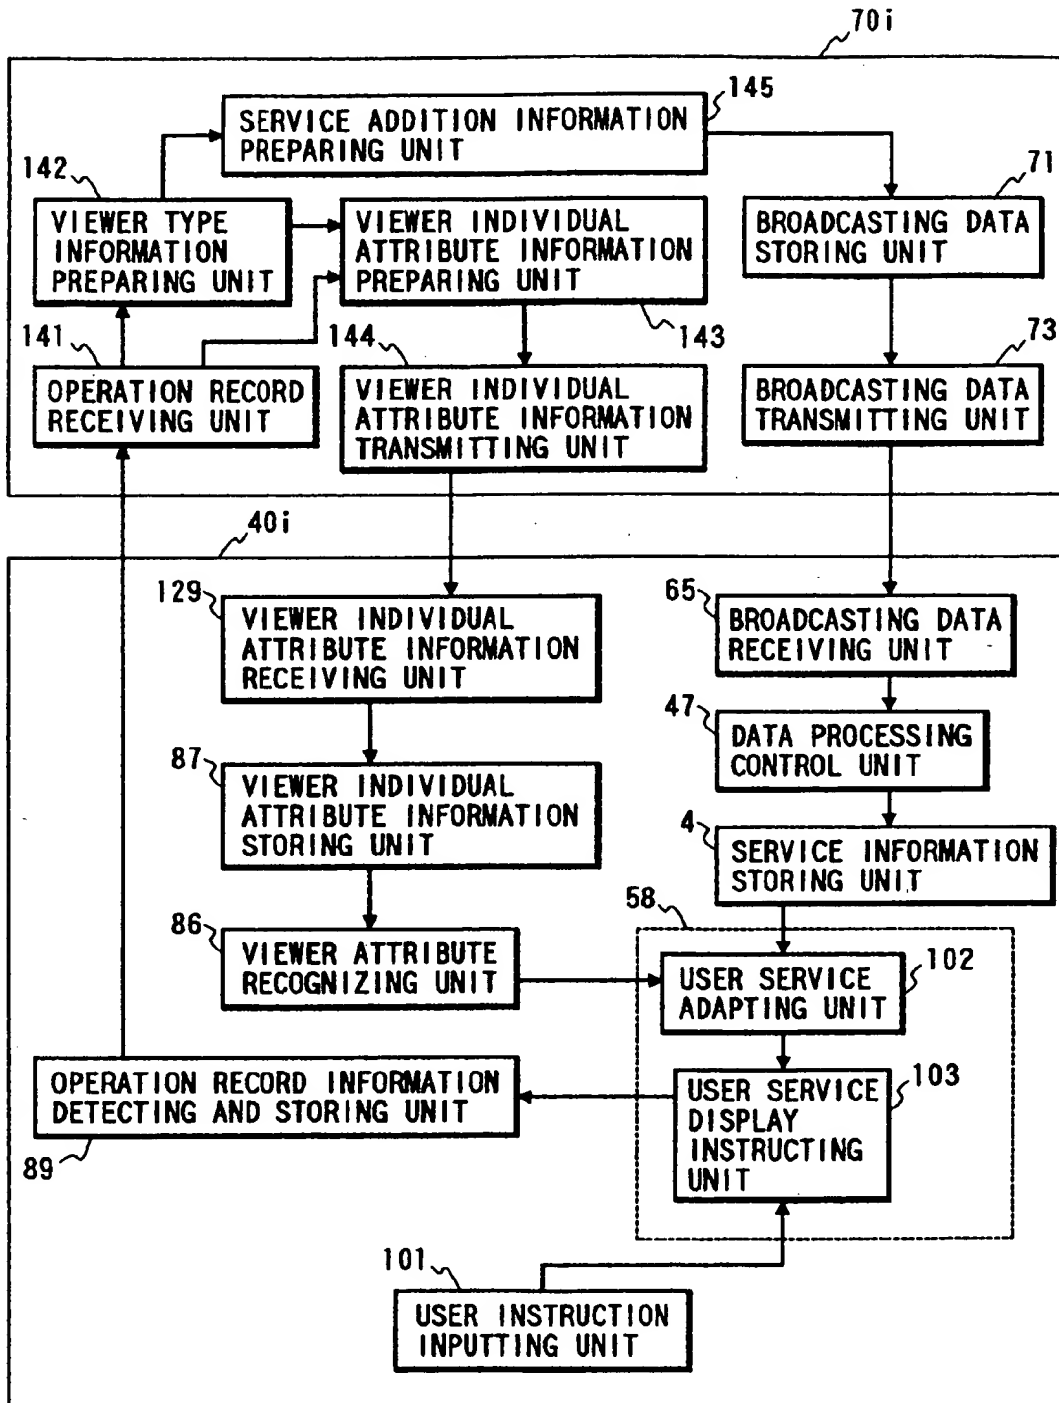 70i
145
SERVICE ADDITION INFORMATION
PREPARING UNIT
142
VIEWER TYPE
INFORMATION
PREPARING UNIT
VIEWER INDIVIDUAL
ATTRIBUTE INFORMATION
PREPARING UNIT
143
71
BROADCASTING DATA
STORING UNIT
141
OPERATION RECORD
RECEIVING UNIT
144
VIEWER INDIVIDUAL
ATTRIBUTE INFORMATION
TRANSMITTING UNIT
73
BROADCASTING DATA
TRANSMITTING UNIT
40i
129
VIEWER INDIVIDUAL
ATTRIBUTE INFORMATION
RECEIVING UNIT
65
BROADCASTING DATA
RECEIVING UNIT
47
DATA PROCESSING
CONTROL UNIT
87
VIEWER INDIVIDUAL
ATTRIBUTE INFORMATION
STORING UNIT
4
SERVICE INFORMATION
STORING UNIT
58
86
VIEWER ATTRIBUTE
RECOGNIZING UNIT
102
USER SERVICE
ADAPTING UNIT
OPERATION RECORD INFORMATION
DETECTING AND STORING UNIT
89
103
USER SERVICE
DISPLAY
INSTRUCTING
UNIT
101
USER INSTRUCTION
INPUTTING UNIT